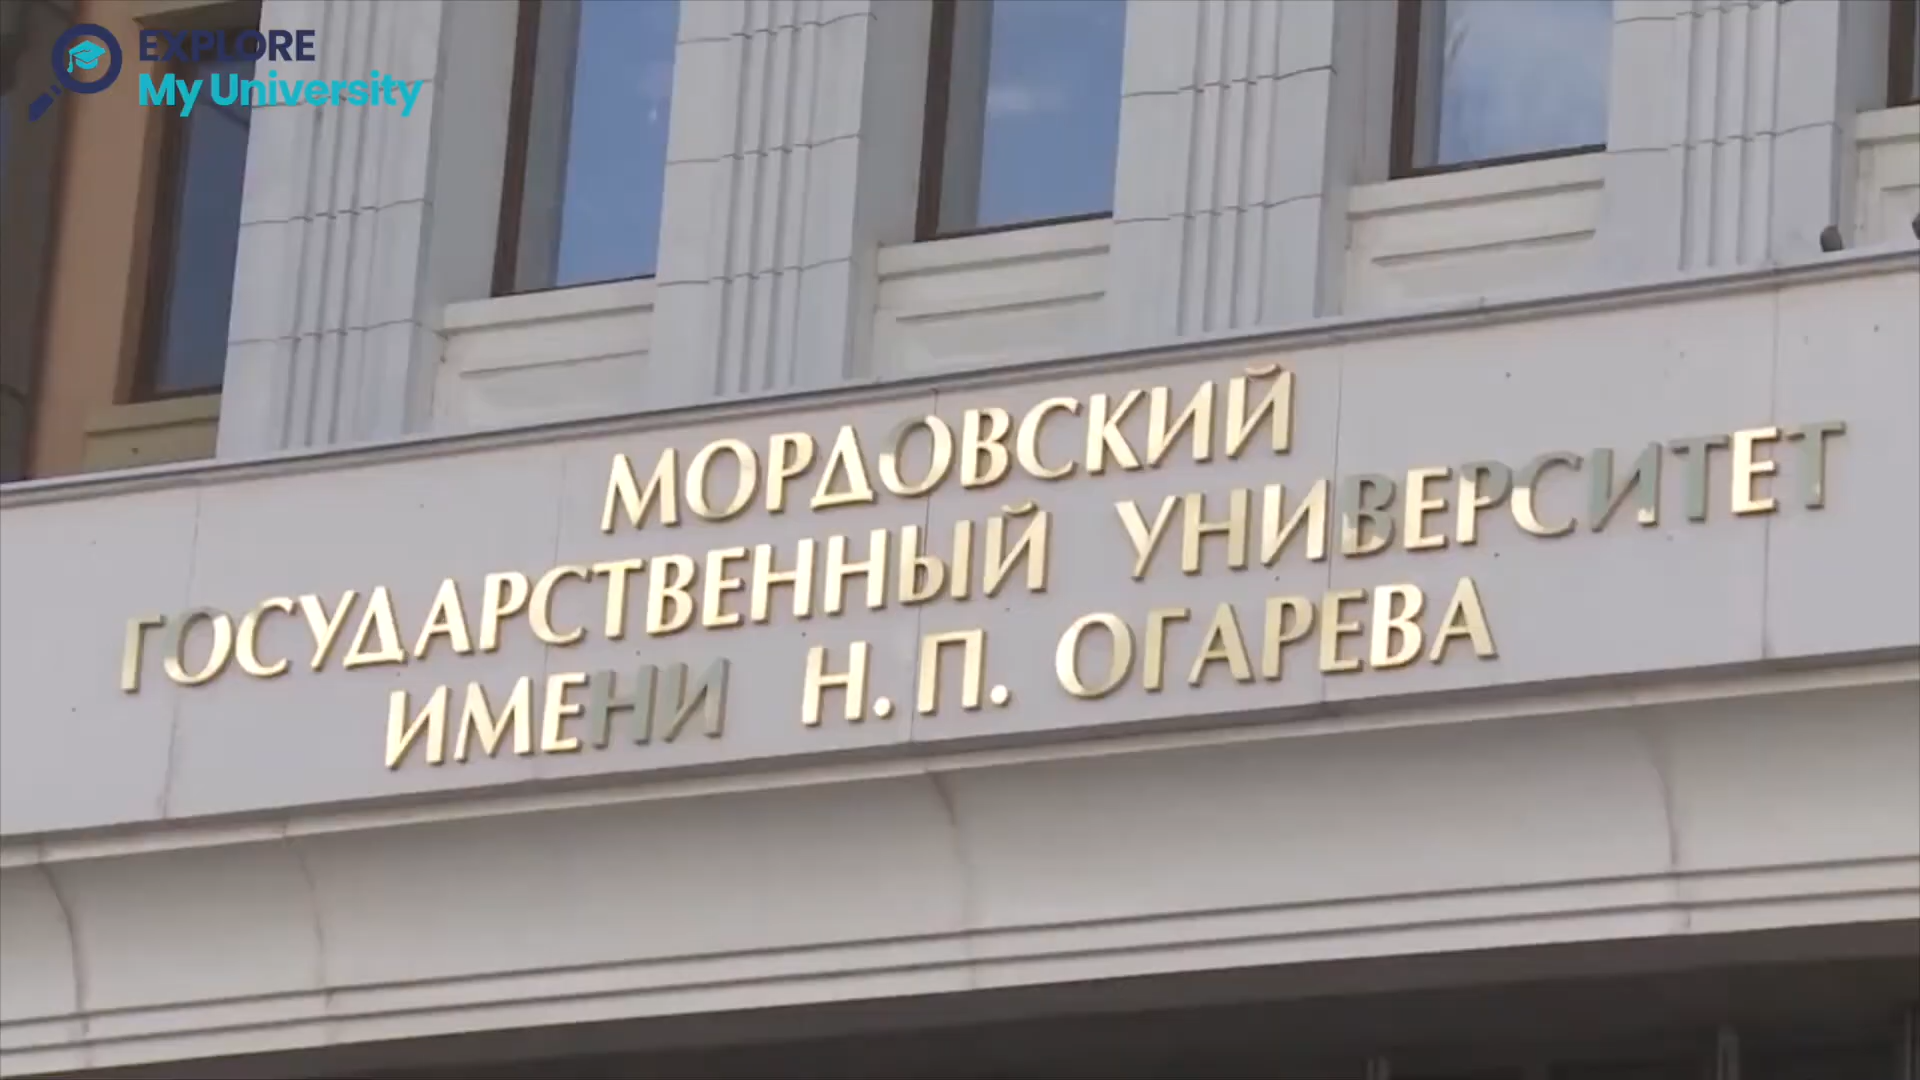 EXPLORE
My University
МОРДОВСКИЙ
ГОСУДАРСТВЕННЫЙ УНИВЕРСИТЕТ
ИМЕНИ Н.П. ОГАРЕВА